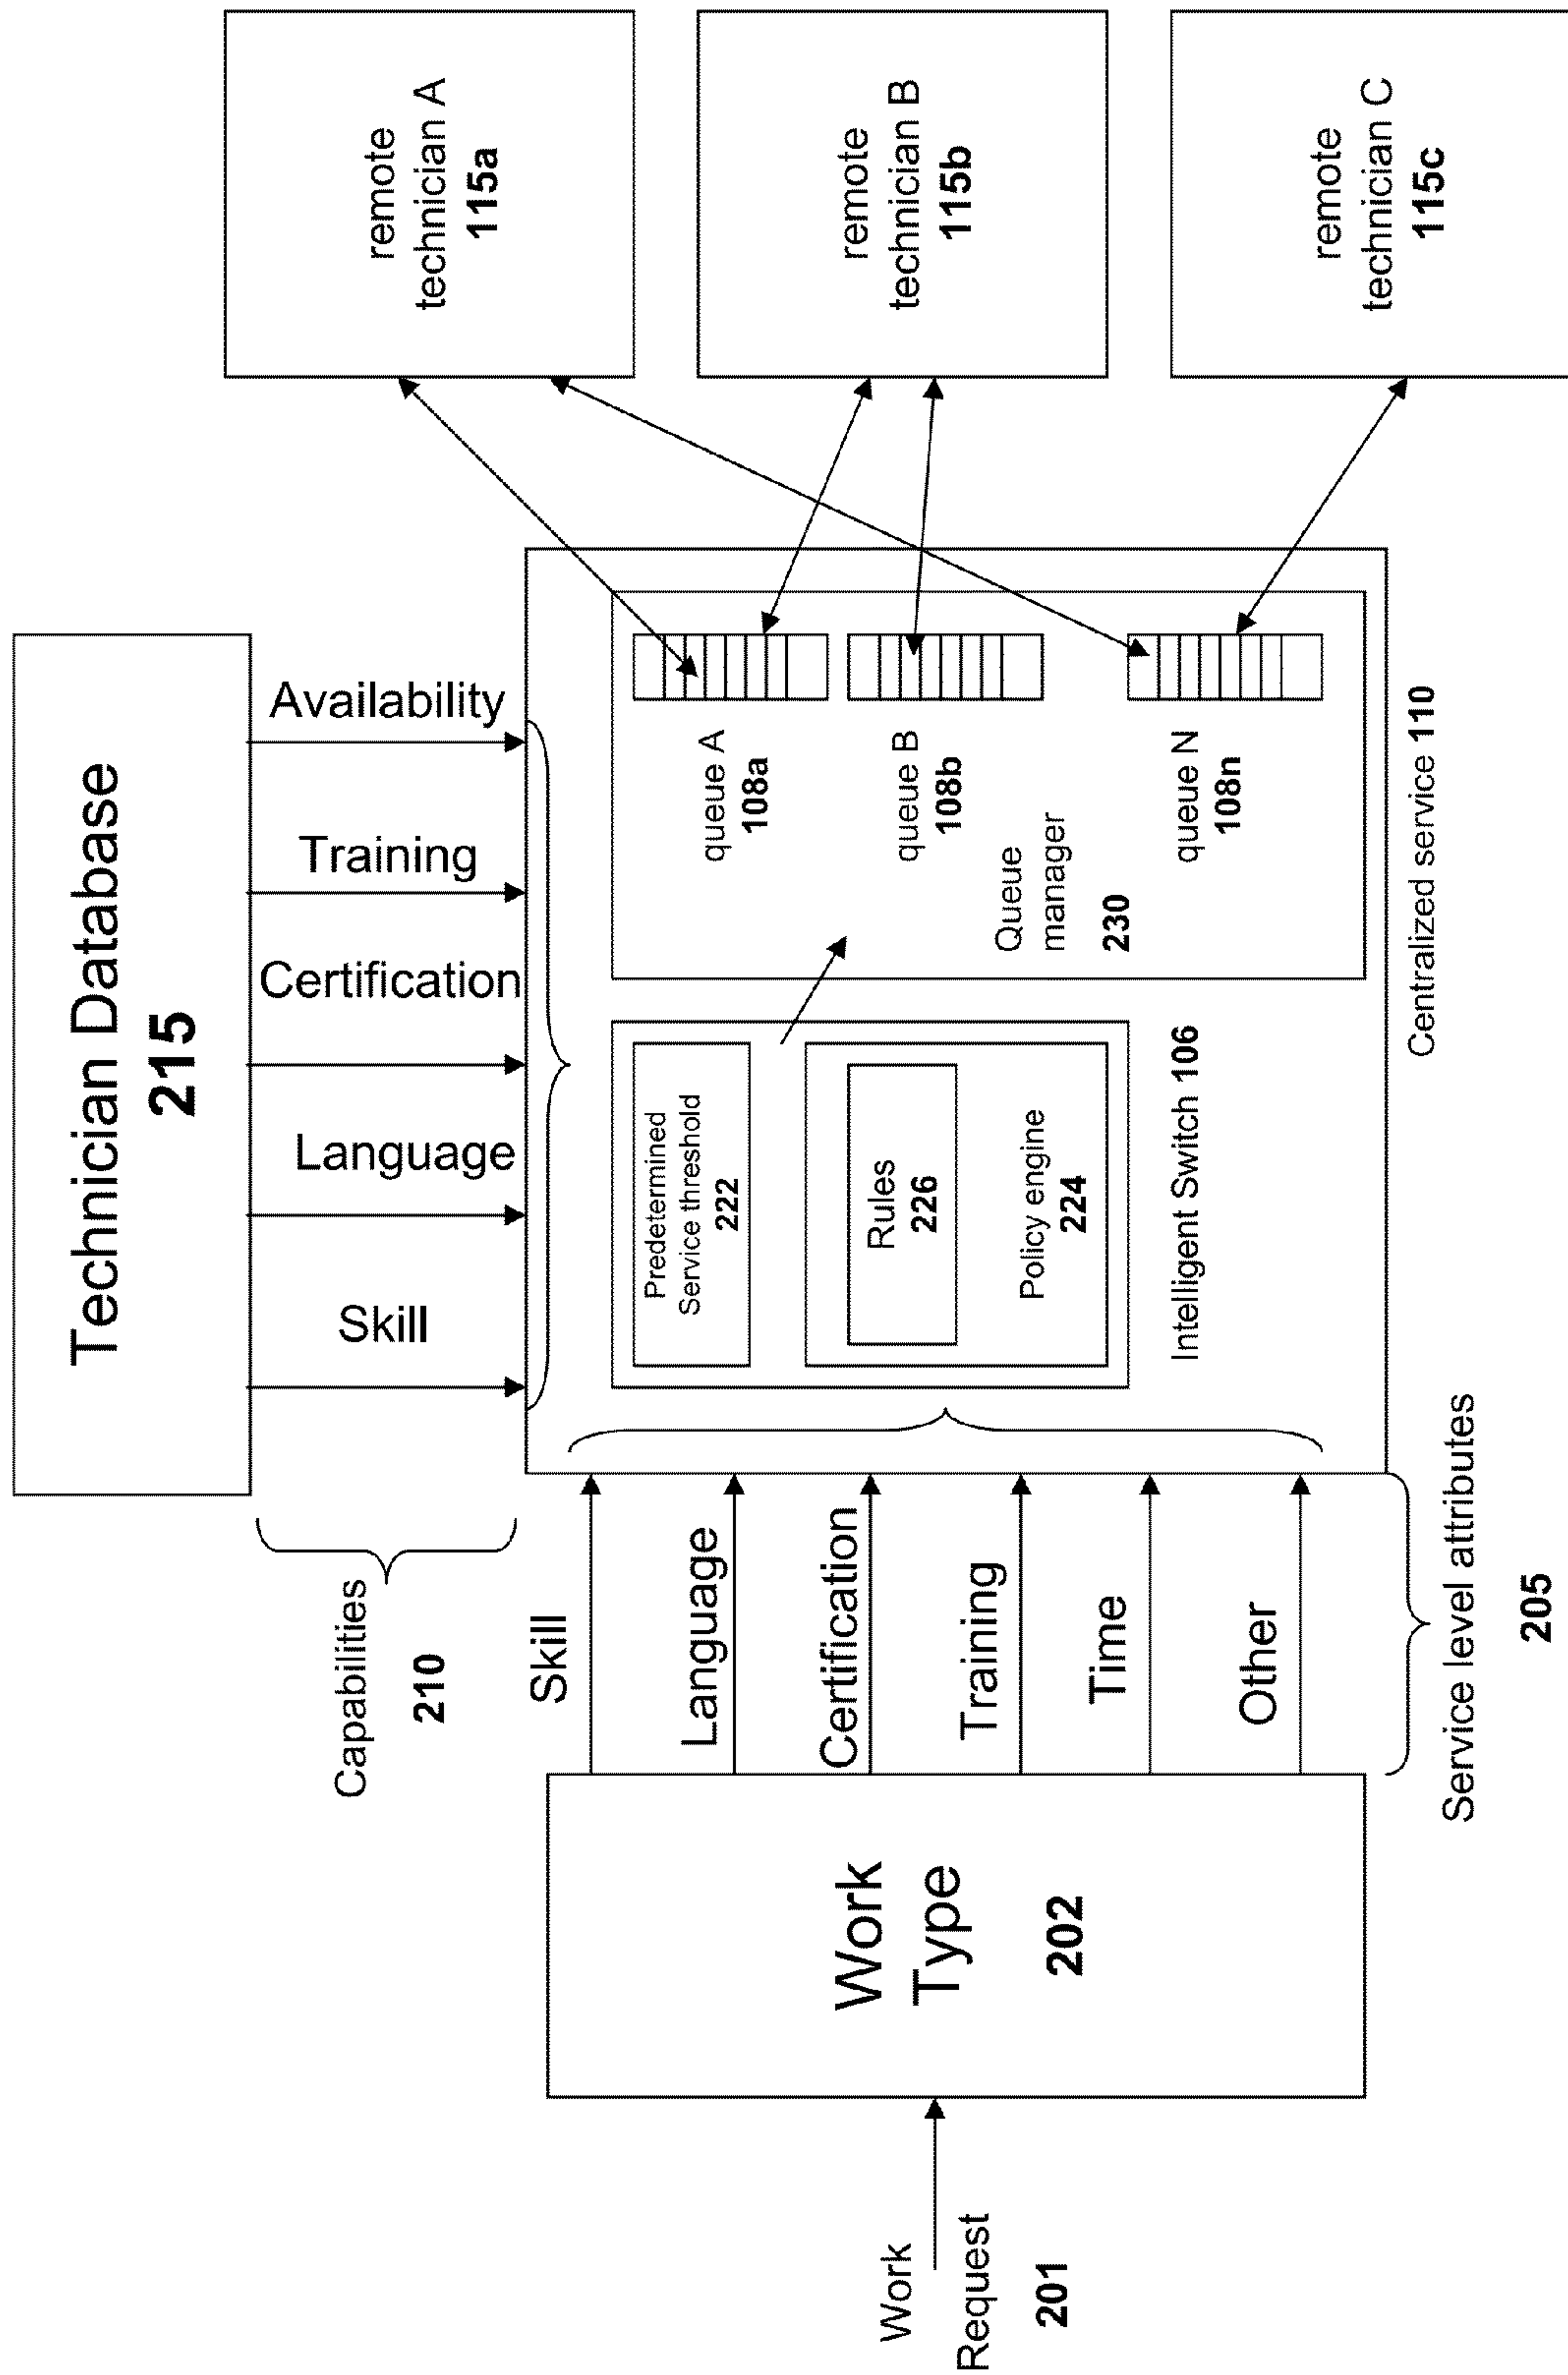 Technician Database
215
Capabilities
210
Skill
Language
Certification
Training
Availability
Work
Request
201
Work
Type
202
Skill
Language
Certification
Training
Time
Other
Service level attributes
205
Predetermined
Service threshold
222
Rules
226
Policy engine
224
Intelligent Switch 106
queue A
108a
queue B
108b
Queue
manager
230
queue N
108n
Centralized service 110
remote
technician A
115a
remote
technician B
115b
remote
technician C
115c